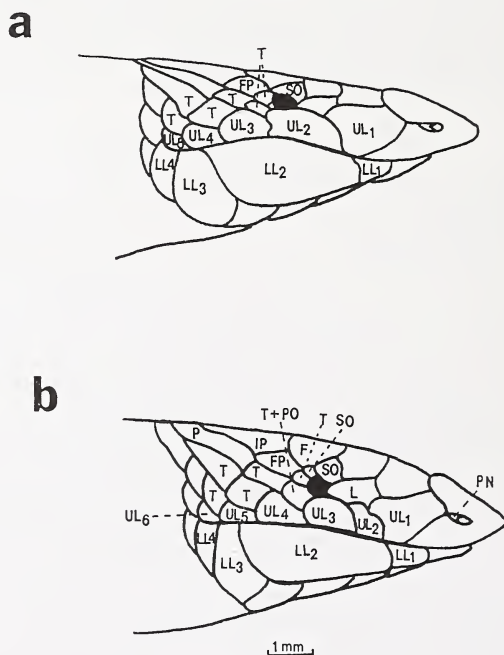 a
T
FP SO
T T T T
UL6 UL4 UL3 UL2 UL1
LL4 LL3 LL2 LL1
b
T+PO T SO
P IP F
FP SO PN
T T L
T T
UL6 UL5 UL4 UL3 UL2 UL1
LL4 LL3 LL2 LL1
1 mm